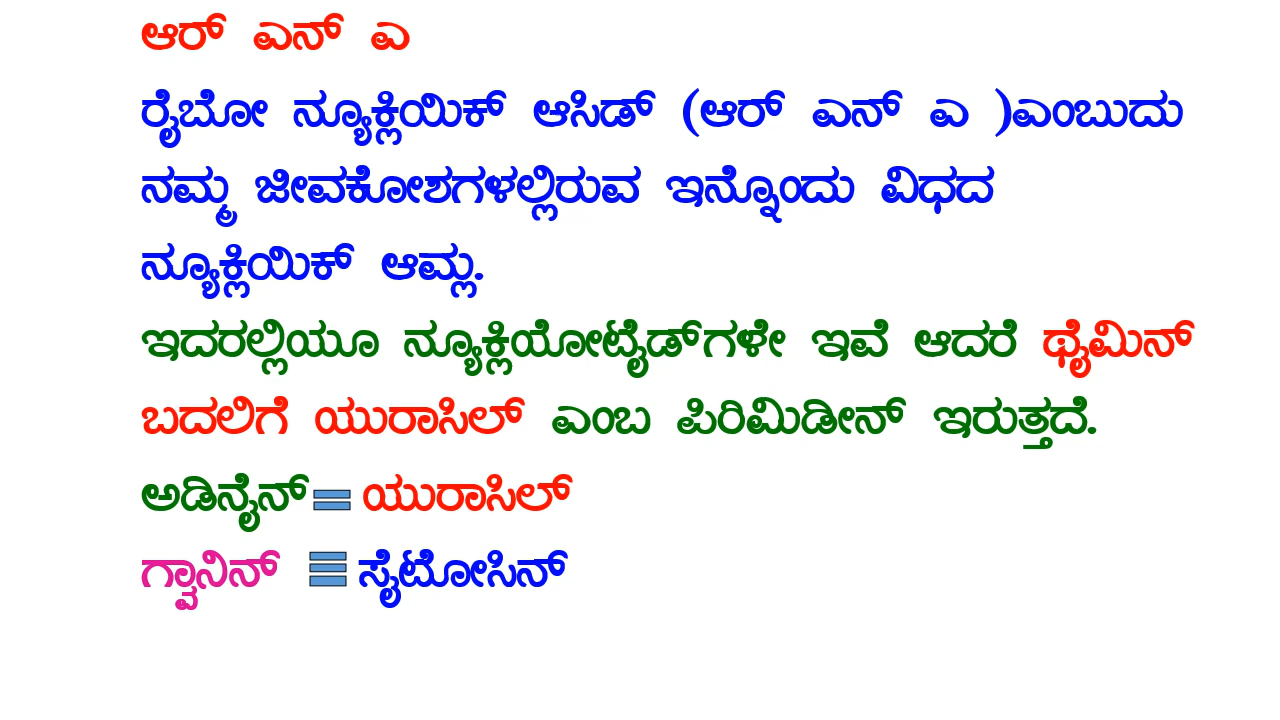 ಆರ್ ಎನ್ ಎ
ರೈಬೋ ನ್ಯೂಕ್ಲಿಯಿಕ್ ಆಸಿಡ್ (ಆರ್ ಎನ್ ಎ )ಎಂಬುದು
ನಮ್ಮ ಜೀವಕೋಶಗಳಲ್ಲಿರುವ ಇನ್ನೊಂದು ವಿಧದ
ನ್ಯೂಕ್ಲಿಯಿಕ್ ಆಮ್ಲ.
ಇದರಲ್ಲಿಯೂ ನ್ಯೂಕ್ಲಿಯೋಟೈಡ್‌ಗಳೇ ಇವೆ ಆದರೆ ಥೈಮಿನ್
ಬದಲಿಗೆ ಯುರಾಸಿಲ್ ಎಂಬ ಪಿರಿಮಿಡೀನ್ ಇರುತ್ತದೆ.
ಅಡಿನೈನ್ = ಯುರಾಸಿಲ್
ಗ್ವಾನಿನ್ ≡ ಸೈಟೋಸಿನ್